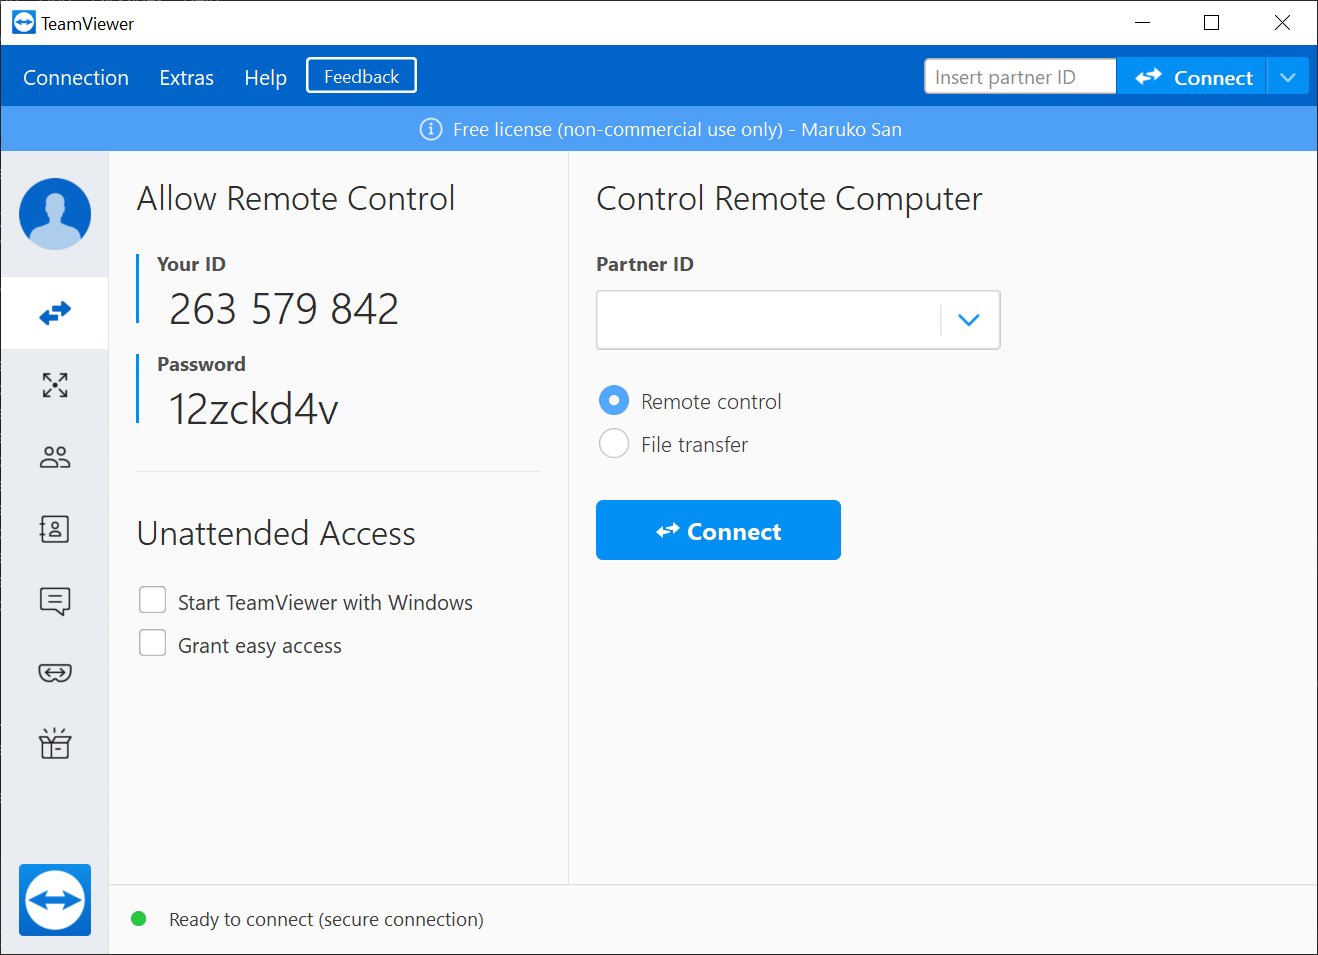 TeamViewer
Connection Extras Help Feedback Insert partner ID Connect
Free license (non-commercial use only) - Maruko San
Allow Remote Control
Your ID
263 579 842
Password
12zckd4v
Unattended Access
Start TeamViewer with Windows
Grant easy access
Control Remote Computer
Partner ID
Remote control
File transfer
Connect
Ready to connect (secure connection)